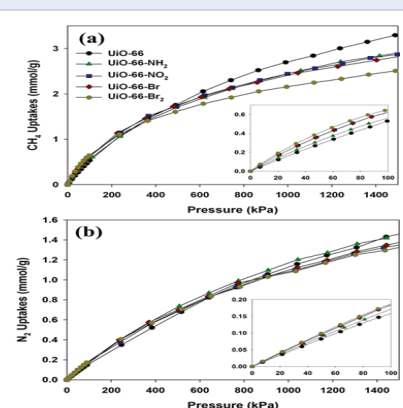 (a)
UiO-66
UiO-66-NH2
UiO-66-NO2
UiO-66-Br
UiO-66-Br2
CH4 Uptakes (mmol/g)
3
2
1
0
0.6
0.4
0.2
0.0
0 20 40 60 80 100
0 200 400 600 800 1000 1200 1400
Pressure (kPa)
(b)
N2 Uptakes (mmol/g)
1.6
1.4
1.2
1.0
0.8
0.6
0.4
0.2
0.0
0.20
0.15
0.10
0.05
0.00
0 20 40 60 80 100
0 200 400 600 800 1000 1200 1400
Pressure (kPa)